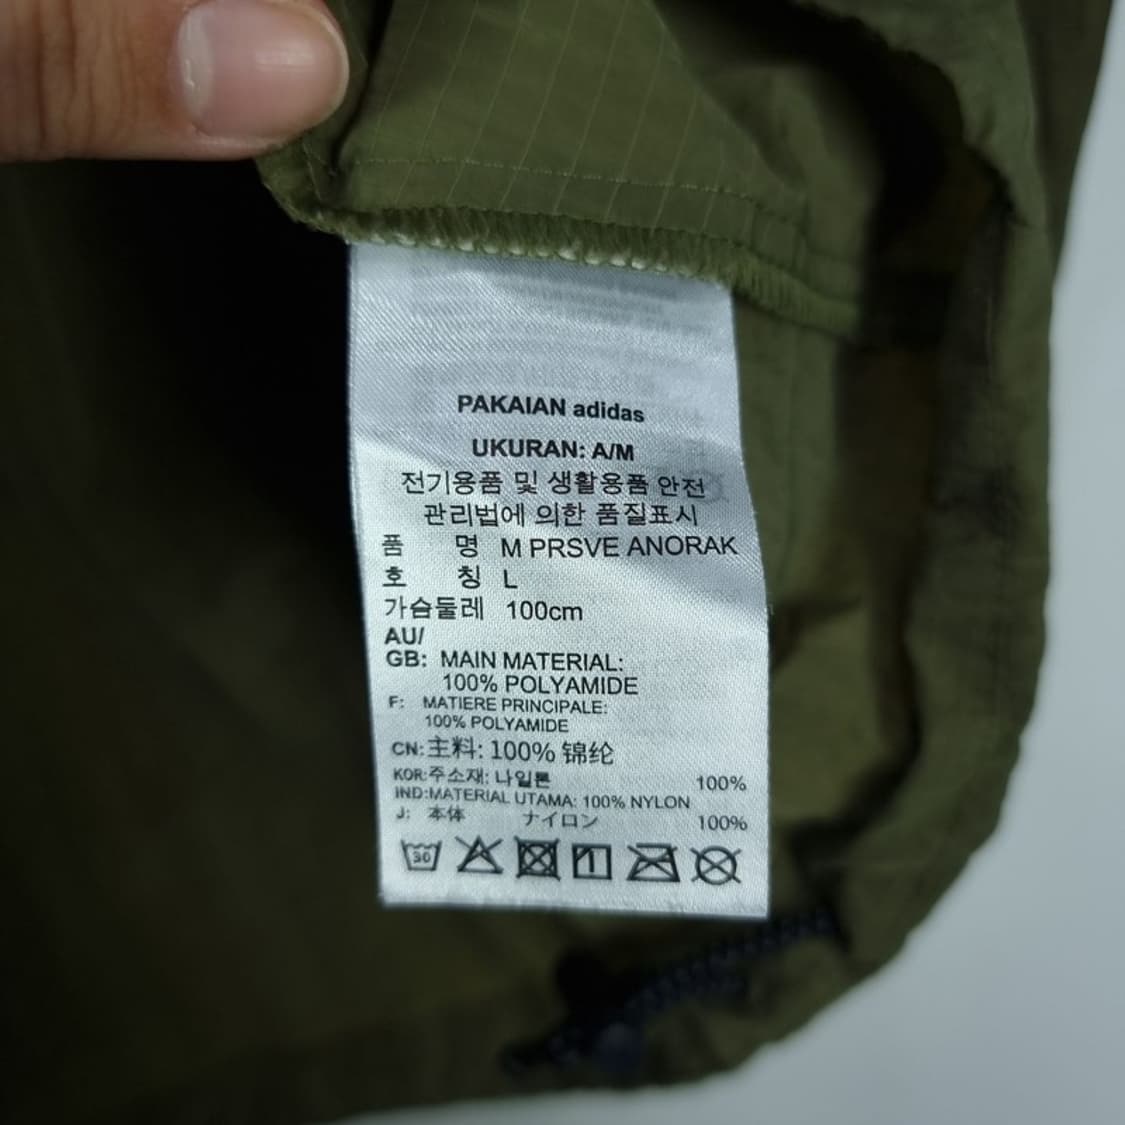 PAKAIAN adidas
UKURAN: A/M
전기용품 및 생활용품 안전
관리법에 의한 품질표시
품 명 M PRSVE ANORAK
호 칭 L
가슴둘레 100cm
AU/
GB: MAIN MATERIAL:
100% POLYAMIDE
F: MATIERE PRINCIPALE:
100% POLYAMIDE
CN: 主料: 100% 锦纶
KOR:주소재: 나일론 100%
IND:MATERIAL UTAMA: 100% NYLON
J: 本体 ナイロン 100%
30